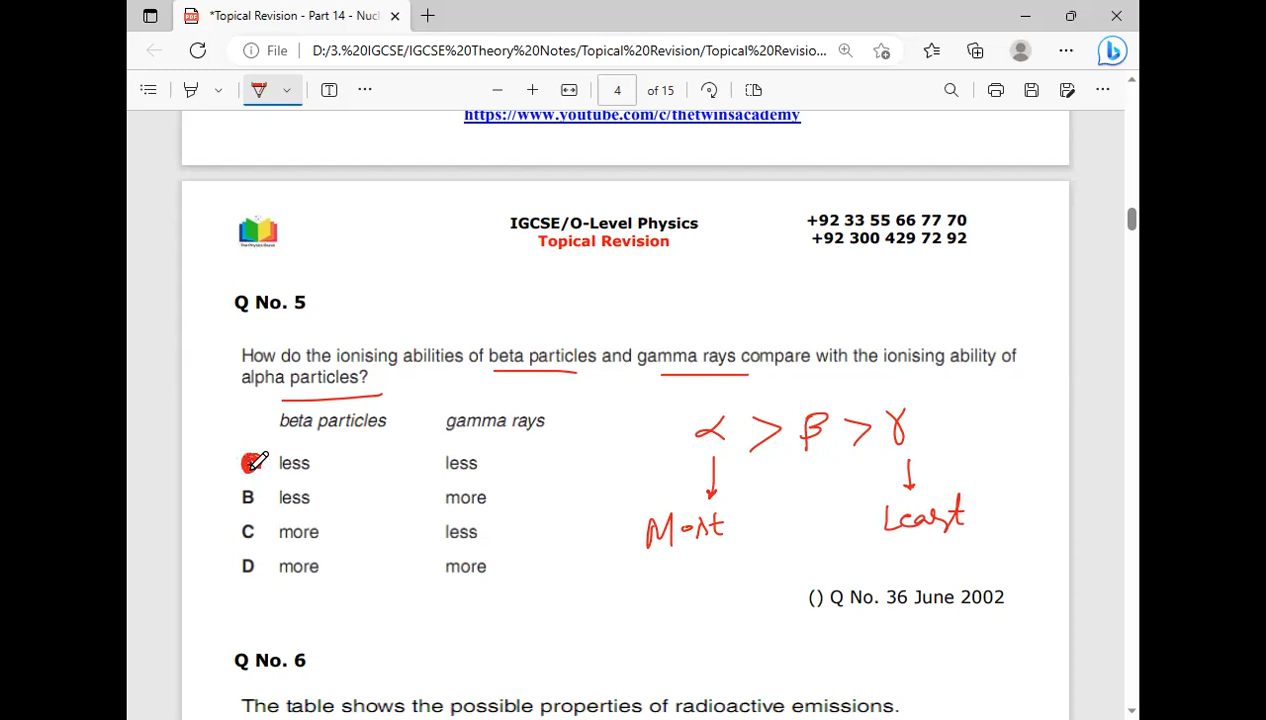 *Topical Revision - Part 14 - Nucl
File
D:/3.%20IGCSE/IGCSE%20Theory%20Notes/Topical%20Revision/Topical%20Revisio...
4 of 15
https://www.youtube.com/c/thetwinsacademy
IGCSE/O-Level Physics
Topical Revision
+92 33 55 66 77 70
+92 300 429 72 92
Q No. 5
How do the ionising abilities of beta particles and gamma rays compare with the ionising ability of
alpha particles?
beta particles gamma rays
less less
B less more
C more less
D more more
α > β > γ
Most Least
() Q No. 36 June 2002
Q No. 6
The table shows the possible properties of radioactive emissions.